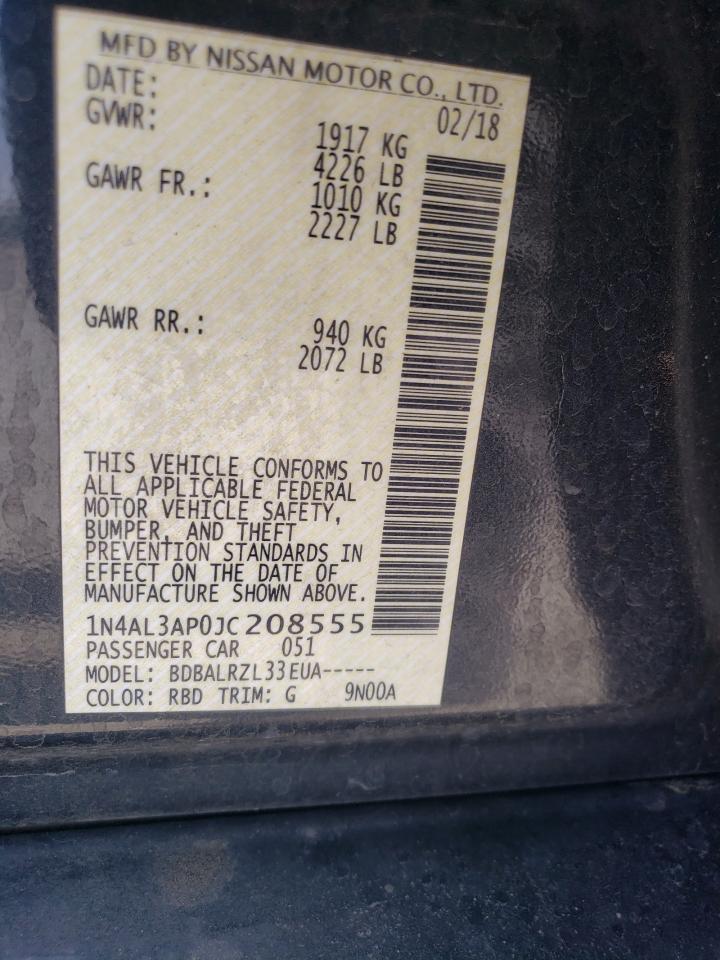 MFD BY NISSAN MOTOR CO., LTD.
DATE: 02/18
GVWR: 1917 KG
4226 LB
GAWR FR.: 1010 KG
2227 LB
GAWR RR.: 940 KG
2072 LB
THIS VEHICLE CONFORMS TO
ALL APPLICABLE FEDERAL
MOTOR VEHICLE SAFETY,
BUMPER, AND THEFT
PREVENTION STANDARDS IN
EFFECT ON THE DATE OF
MANUFACTURE SHOWN ABOVE.
1N4AL3AP0JC208555
PASSENGER CAR 051
MODEL: BDBALRZL33EUA-----
COLOR: RBD TRIM: G 9N00A